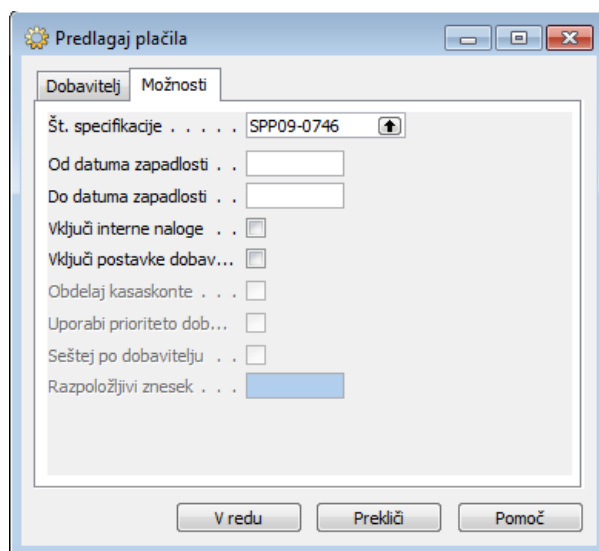 Predlagaj plačila
Dobavitelj Možnosti
Št. specifikacije . . . . . SPP09-0746
Od datuma zapadlosti . .
Do datuma zapadlosti . .
Vključi interne naloge . .
Vključi postavke dobav...
Obdelaj kasaskonte . . .
Uporabi prioriteto dob...
Seštej po dobavitelju . .
Razpoložljivi znesek . . .
V redu Prekliči Pomoč